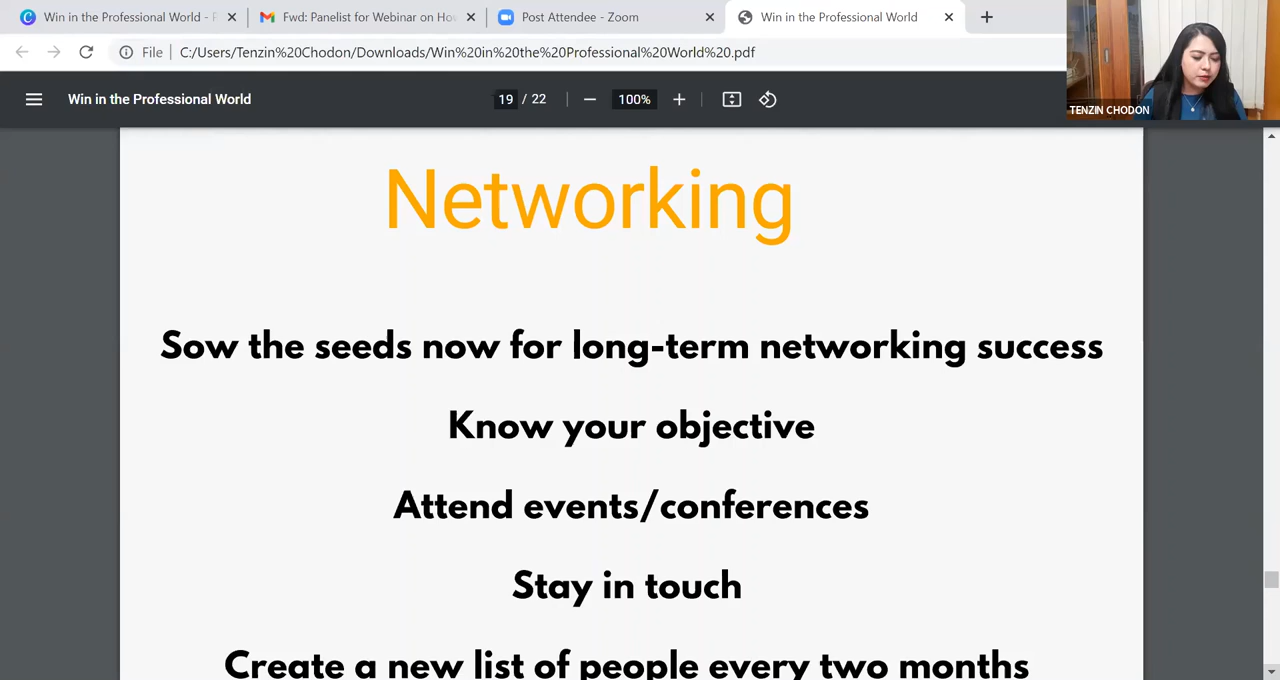 Win in the Professional World - P
Fwd: Panelist for Webinar on Hov
Post Attendee - Zoom
Win in the Professional World
File
C:/Users/Tenzin%20Chodon/Downloads/Win%20in%20the%20Professional%20World%20.pdf
Win in the Professional World
19 / 22
100%
TENZIN CHODON
Networking
Sow the seeds now for long-term networking success
Know your objective
Attend events/conferences
Stay in touch
Create a new list of people every two months